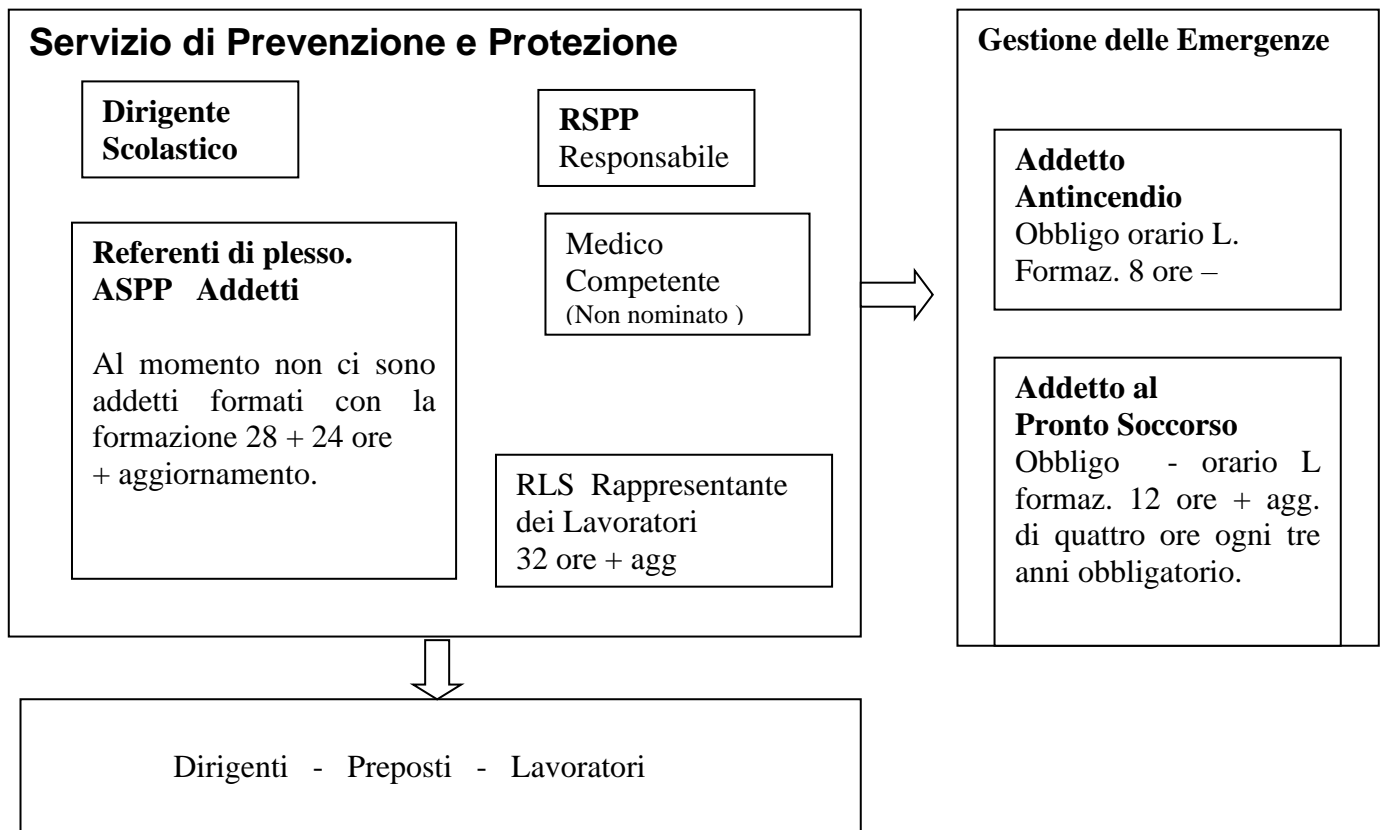 Servizio di Prevenzione e Protezione
Dirigente
Scolastico
RSPP
Responsabile
Referenti di plesso.
ASPP Addetti
Al momento non ci sono
addetti formati con la
formazione 28 + 24 ore
+ aggiornamento.
Medico
Competente
(Non nominato )
RLS Rappresentante
dei Lavoratori
32 ore + agg
Gestione delle Emergenze
Addetto
Antincendio
Obbligo orario L.
Formaz. 8 ore –
Addetto al
Pronto Soccorso
Obbligo - orario L
formaz. 12 ore + agg.
di quattro ore ogni tre
anni obbligatorio.
Dirigenti - Preposti - Lavoratori